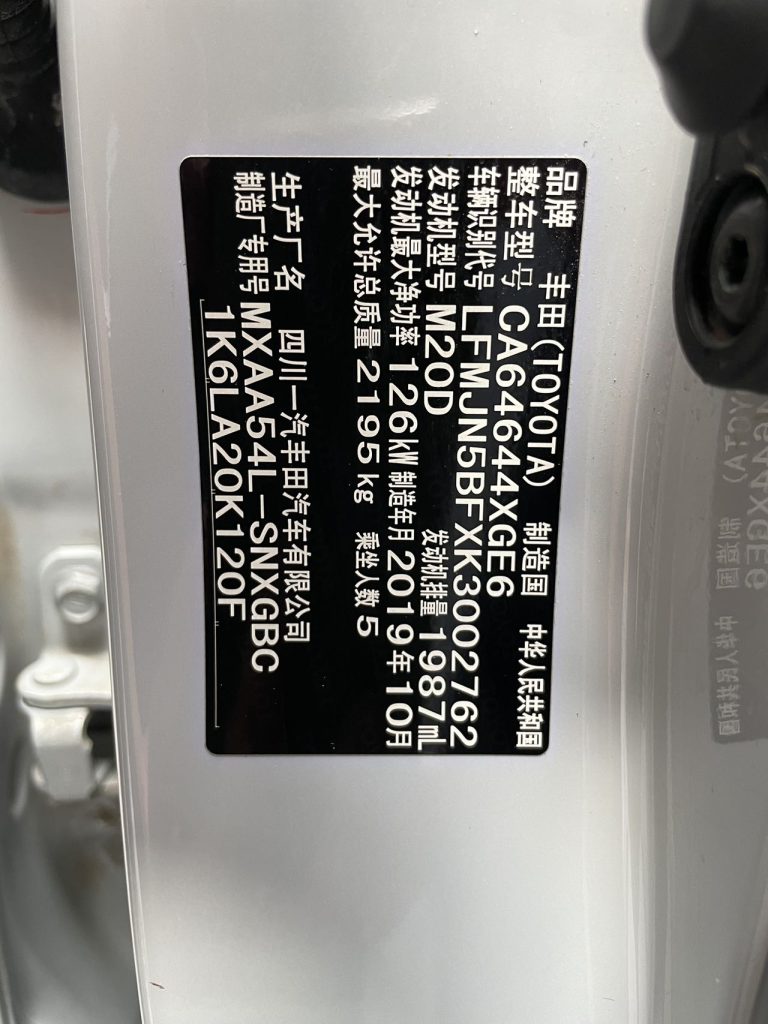 品牌 丰田(TOYOTA) 制造国 中华人民共和国
整车型号 CA64644XGE6
车辆识别代号 LFMJN5BFXK3002762
发动机型号 M20D 发动机排量 1987mL
发动机最大净功率 126kW 制造年月 2019年10月
最大允许总质量 2195kg 乘坐人数 5
生产厂名 四川一汽丰田汽车有限公司
制造厂专用号 MXAA54L-SNXGBC
1K6LA20K120F